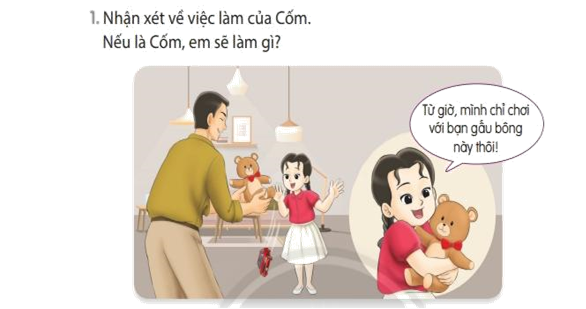 1. Nhận xét về việc làm của Cốm.
Nếu là Cốm, em sẽ làm gì?
Từ giờ, mình chỉ chơi
với bạn gấu bông
này thôi!